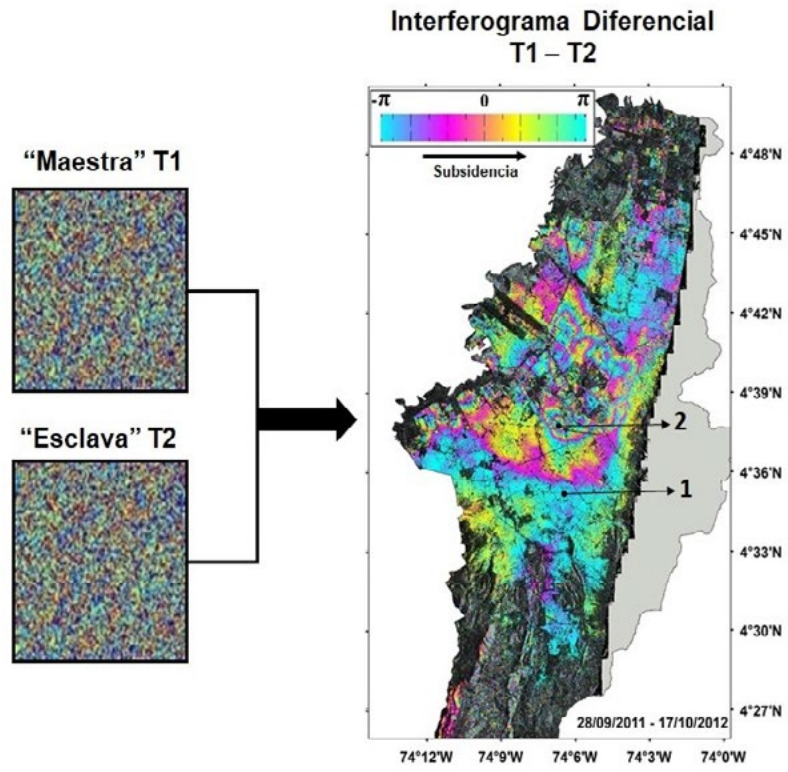 Interferograma Diferencial
T1 – T2
-π 0 π
Subsidencia
“Maestra” T1
“Esclava” T2
4°48'N
4°45'N
4°42'N
4°39'N
2
4°36'N
1
4°33'N
4°30'N
4°27'N
28/09/2011 - 17/10/2012
74°12'W 74°9'W 74°6'W 74°3'W 74°0'W